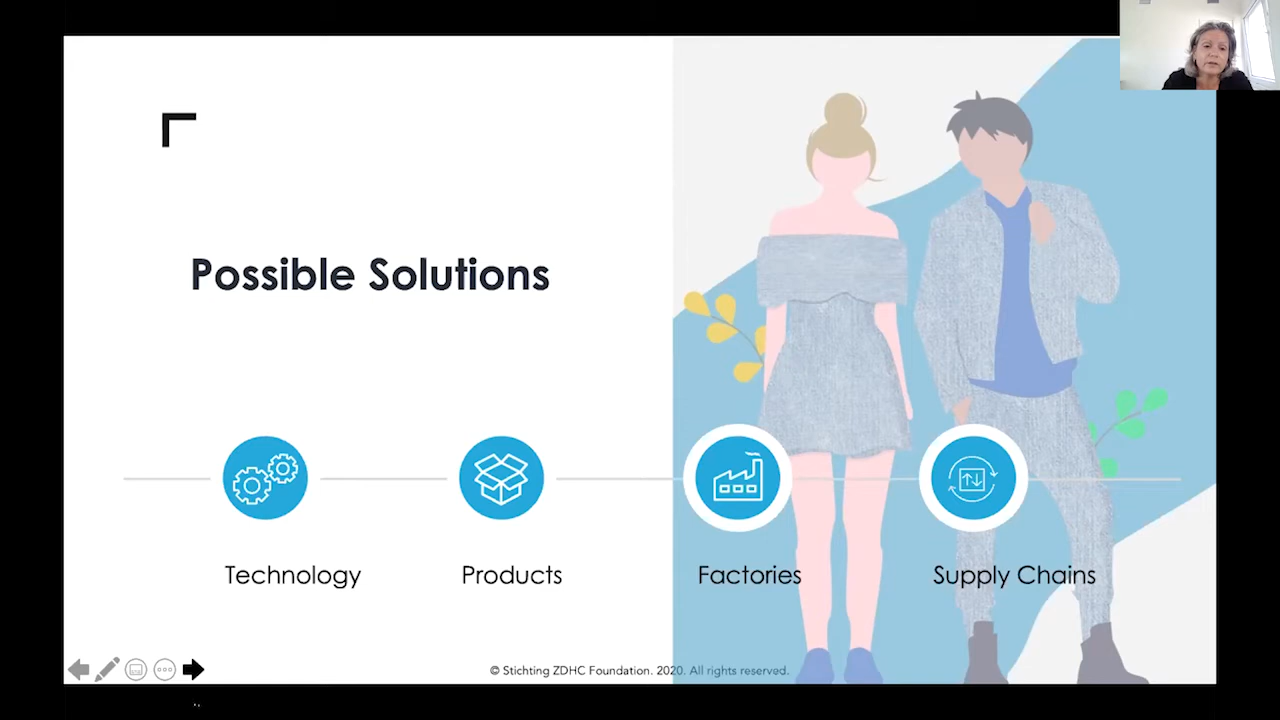 Possible Solutions
Technology
Products
Factories
Supply Chains
© Stichting ZDHC Foundation. 2020. All rights reserved.